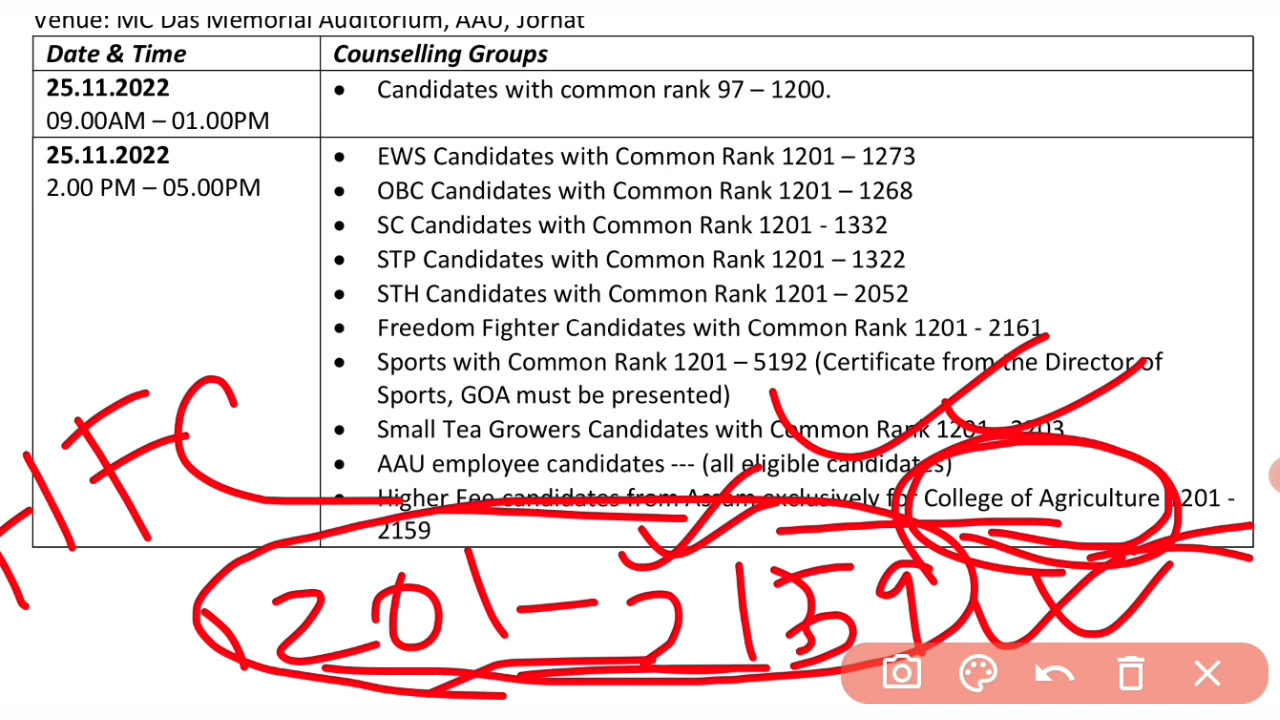 Venue: MC Das Memorial Auditorium, AAU, Jorhat
Date & Time
Counselling Groups
25.11.2022
09.00AM – 01.00PM
• Candidates with common rank 97 – 1200.
25.11.2022
2.00 PM – 05.00PM
• EWS Candidates with Common Rank 1201 – 1273
• OBC Candidates with Common Rank 1201 – 1268
• SC Candidates with Common Rank 1201 - 1332
• STP Candidates with Common Rank 1201 – 1322
• STH Candidates with Common Rank 1201 – 2052
• Freedom Fighter Candidates with Common Rank 1201 - 2161
• Sports with Common Rank 1201 – 5192 (Certificate from the Director of
Sports, GOA must be presented)
• Small Tea Growers Candidates with Common Rank 1201 - 2203
• AAU employee candidates --- (all eligible candidates)
• Higher Fee candidates from Assam exclusively for College of Agriculture 1201 -
2159
HFC
201 – 2159